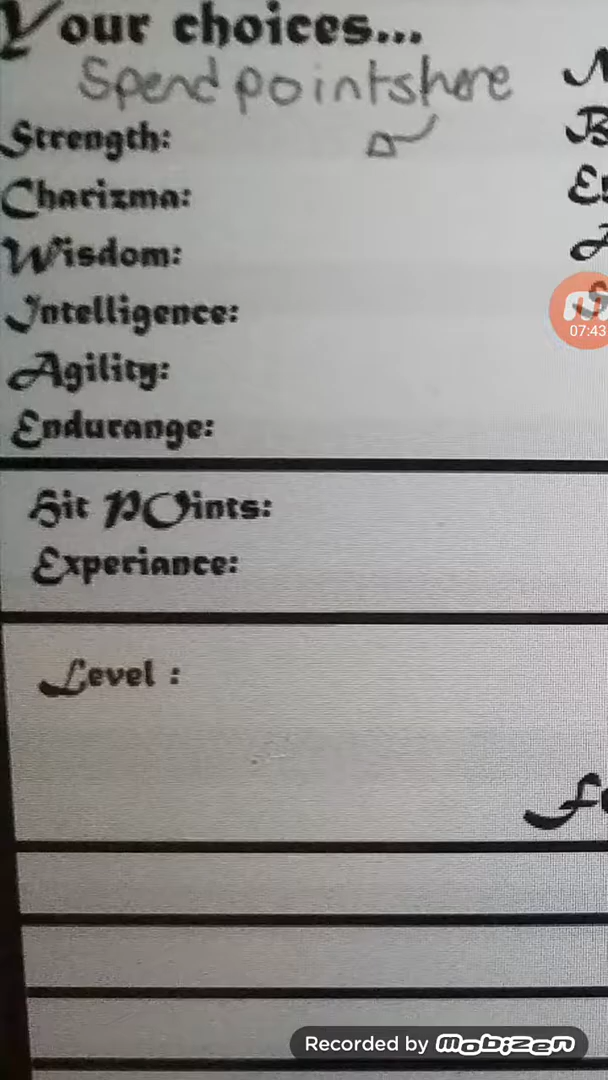 Your choices...
Spend points here
Strength:
Charizma:
Wisdom:
Intelligence:
Agility:
Endurange:
Hit POints:
Experiance:
Level :
07:43
Recorded by Mobizen